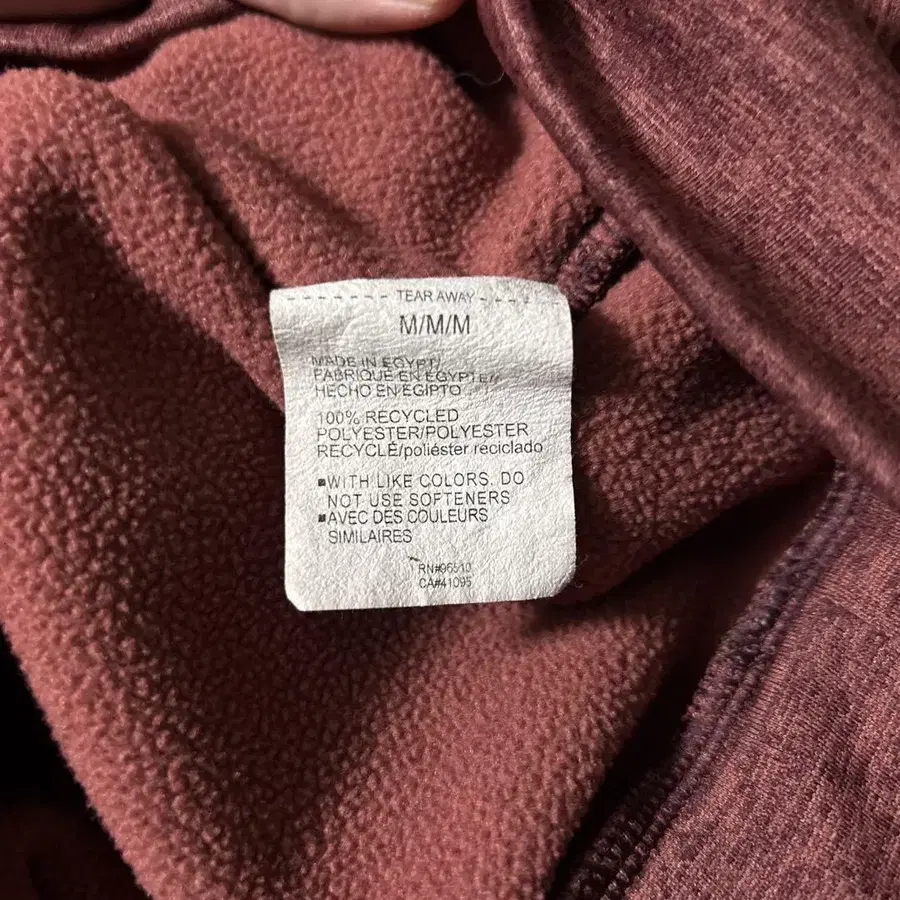 TEAR AWAY
M/M/M
MADE IN EGYPT/
FABRIQUE EN EGYPTE//
HECHO EN EGIPTO
100% RECYCLED
POLYESTER/POLYESTER
RECYCLÉ/poliéster reciclado
▪WITH LIKE COLORS. DO
NOT USE SOFTENERS
▪AVEC DES COULEURS
SIMILAIRES
RN#96510
CA#41095